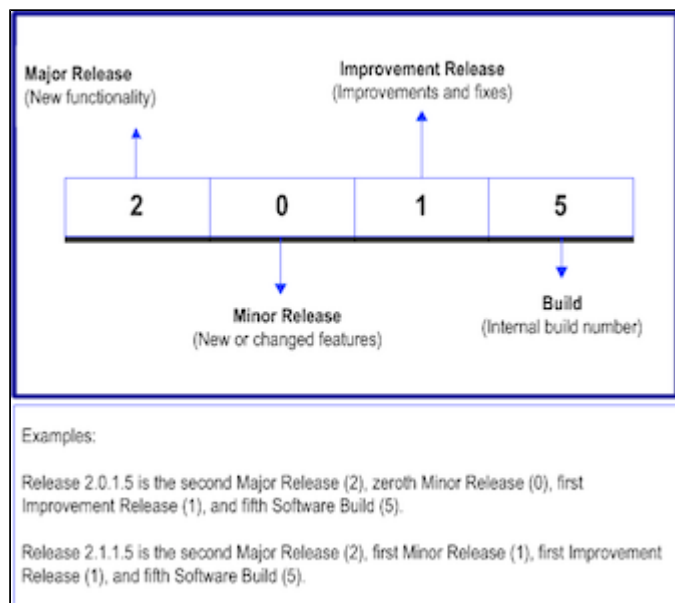 Major Release
(New functionality)
Improvement Release
(Improvements and fixes)
2 0 1 5
Minor Release
(New or changed features)
Build
(Internal build number)
Examples:
Release 2.0.1.5 is the second Major Release (2), zeroth Minor Release (0), first
Improvement Release (1), and fifth Software Build (5).
Release 2.1.1.5 is the second Major Release (2), first Minor Release (1), first Improvement
Release (1), and fifth Software Build (5).